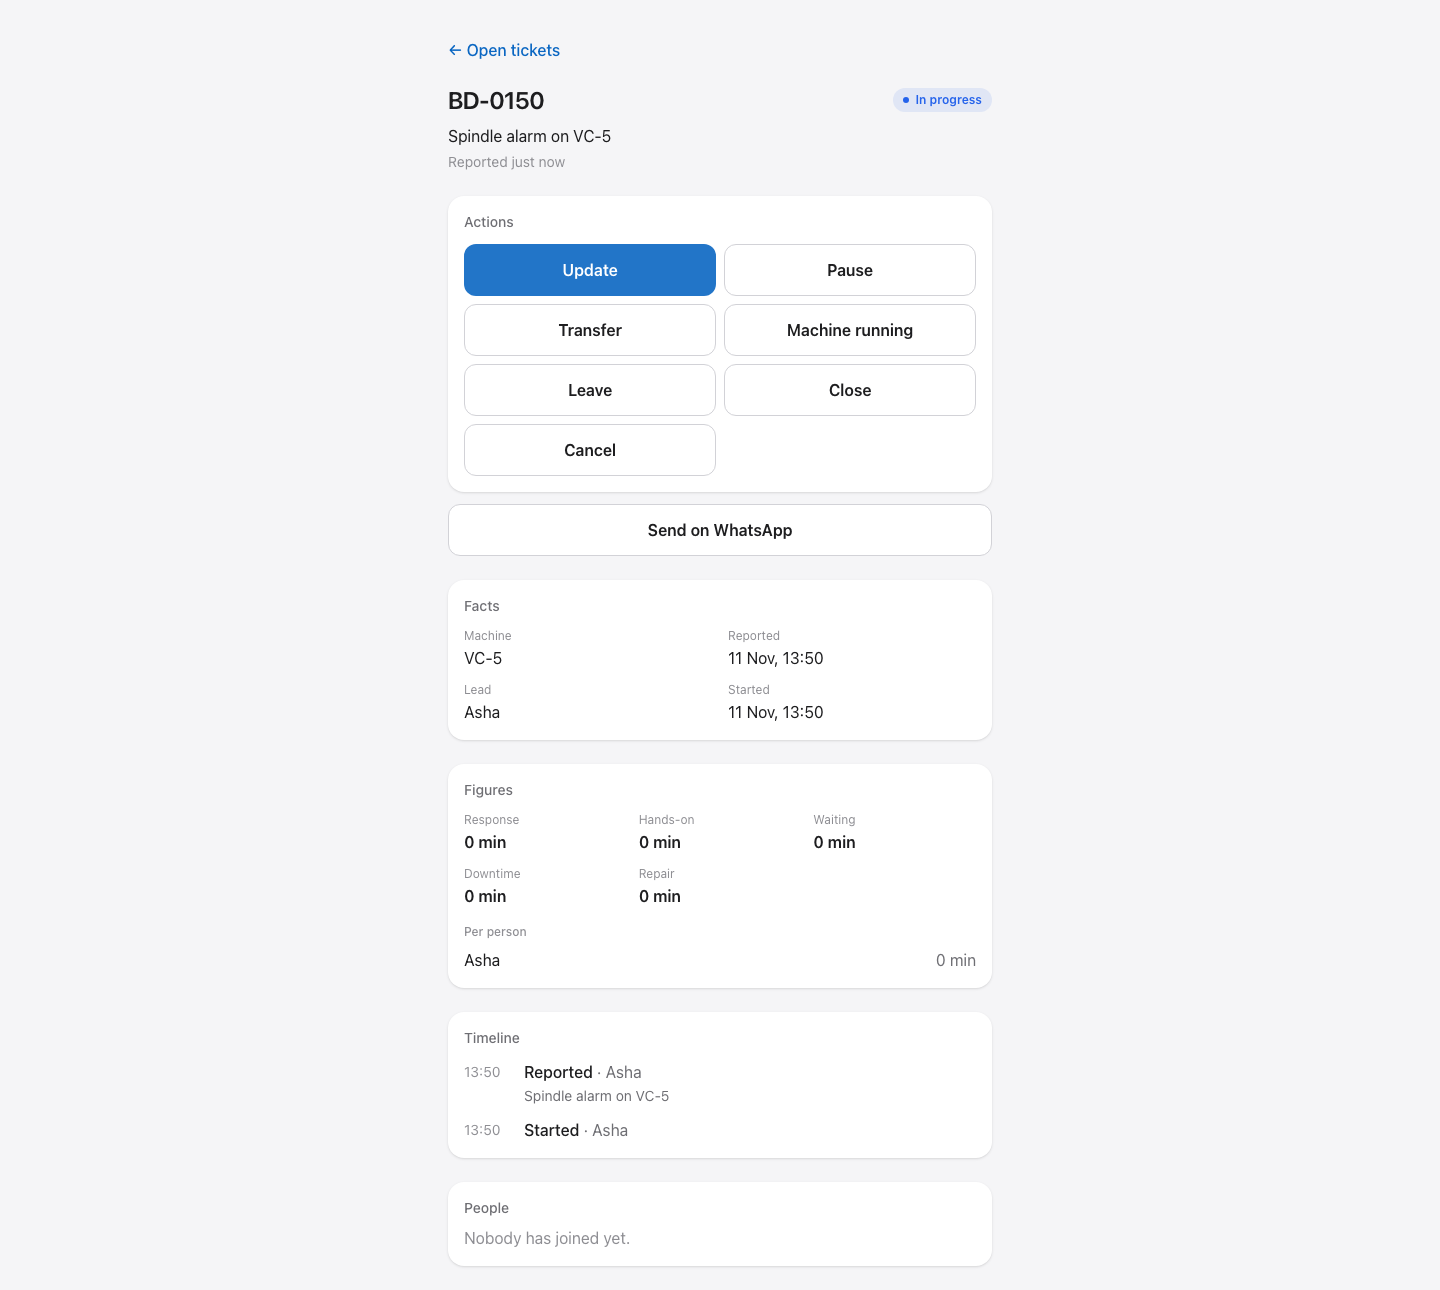 ← Open tickets
BD-0150
In progress
Spindle alarm on VC-5
Reported just now
Actions
Update
Pause
Transfer
Machine running
Leave
Close
Cancel
Send on WhatsApp
Facts
Machine
Reported
VC-5
11 Nov, 13:50
Lead
Started
Asha
11 Nov, 13:50
Figures
Response
Hands-on
Waiting
0 min
0 min
0 min
Downtime
Repair
0 min
0 min
Per person
Asha
0 min
Timeline
13:50
Reported · Asha
Spindle alarm on VC-5
13:50
Started · Asha
People
Nobody has joined yet.